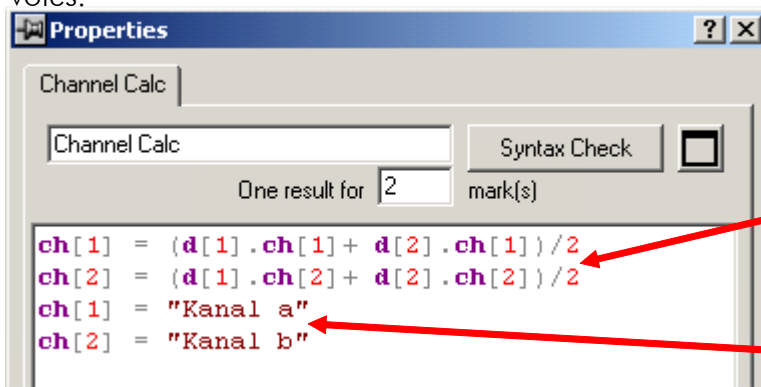 Properties
Channel Calc
Channel Calc
Syntax Check
One result for 2 mark(s)
ch[1] = (d[1].ch[1]+ d[2].ch[1])/2
ch[2] = (d[1].ch[2]+ d[2].ch[2])/2
ch[1] = "Kanal a"
ch[2] = "Kanal b"